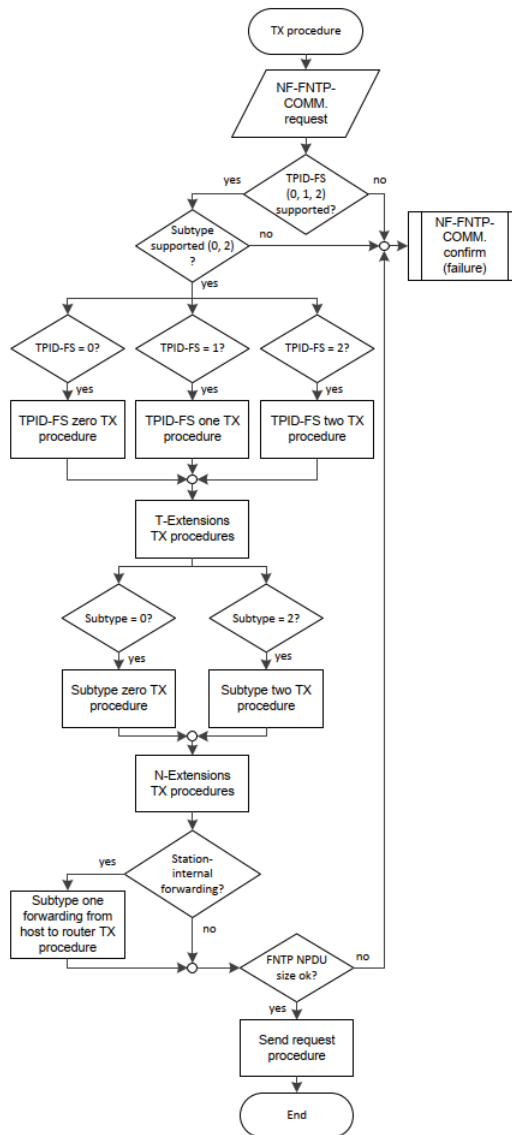 TX procedure
NF-FNTP-
COMM.
request
TPID-FS
(0, 1, 2)
supported?
yes
no
Subtype
supported (0, 2)
?
no
yes
NF-FNTP-
COMM.
confirm
(failure)
TPID-FS = 0?
TPID-FS = 1?
TPID-FS = 2?
yes
yes
yes
TPID-FS zero TX
procedure
TPID-FS one TX
procedure
TPID-FS two TX
procedure
T-Extensions
TX procedures
Subtype = 0?
Subtype = 2?
yes
yes
Subtype zero TX
procedure
Subtype two TX
procedure
N-Extensions
TX procedures
Station-
internal
forwarding?
yes
no
Subtype one
forwarding from
host to router TX
procedure
FNTP NPDU
size ok?
no
yes
Send request
procedure
End